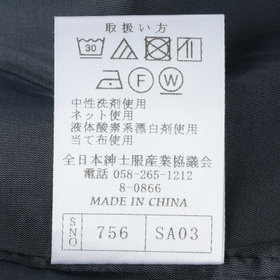 取扱い方
30
F W
中性洗剤使用
ネット使用
液体酸素系漂白剤使用
当て布使用
全日本紳士服産業協議会
電話 058-265-1212
8-0866
MADE IN CHINA
SNO 756 SA03